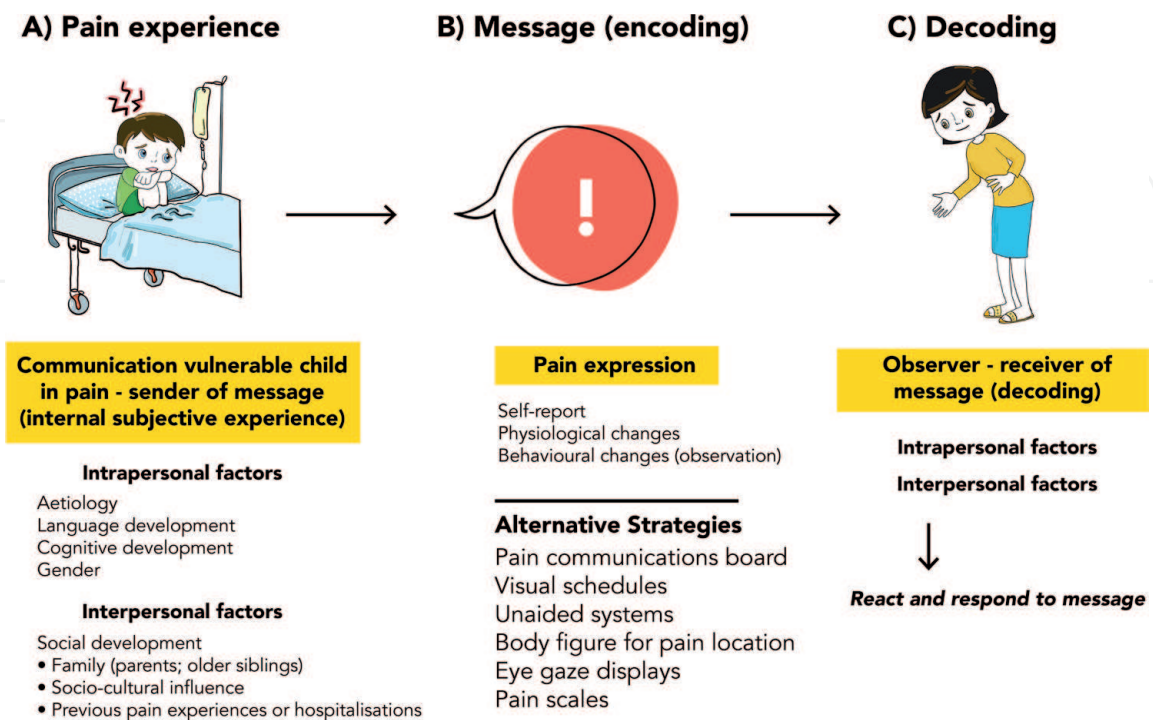 A) Pain experience
B) Message (encoding)
C) Decoding
!
Communication vulnerable child
in pain - sender of message
(internal subjective experience)
Intrapersonal factors
Aetiology
Language development
Cognitive development
Gender
Interpersonal factors
Social development
• Family (parents; older siblings)
• Socio-cultural influence
• Previous pain experiences or hospitalisations
Pain expression
Self-report
Physiological changes
Behavioural changes (observation)
Alternative Strategies
Pain communications board
Visual schedules
Unaided systems
Body figure for pain location
Eye gaze displays
Pain scales
Observer - receiver of
message (decoding)
Intrapersonal factors
Interpersonal factors
React and respond to message